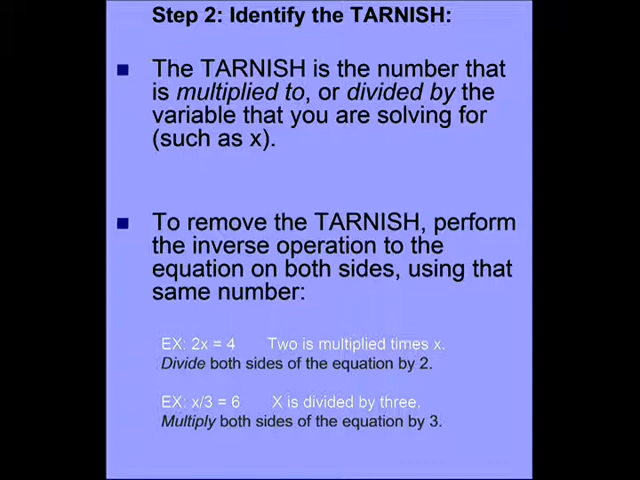 Step 2: Identify the TARNISH:
The TARNISH is the number that
is multiplied to, or divided by the
variable that you are solving for
(such as x).
To remove the TARNISH, perform
the inverse operation to the
equation on both sides, using that
same number:
EX: 2x = 4 Two is multiplied times x.
Divide both sides of the equation by 2.
EX: x/3 = 6 X is divided by three.
Multiply both sides of the equation by 3.